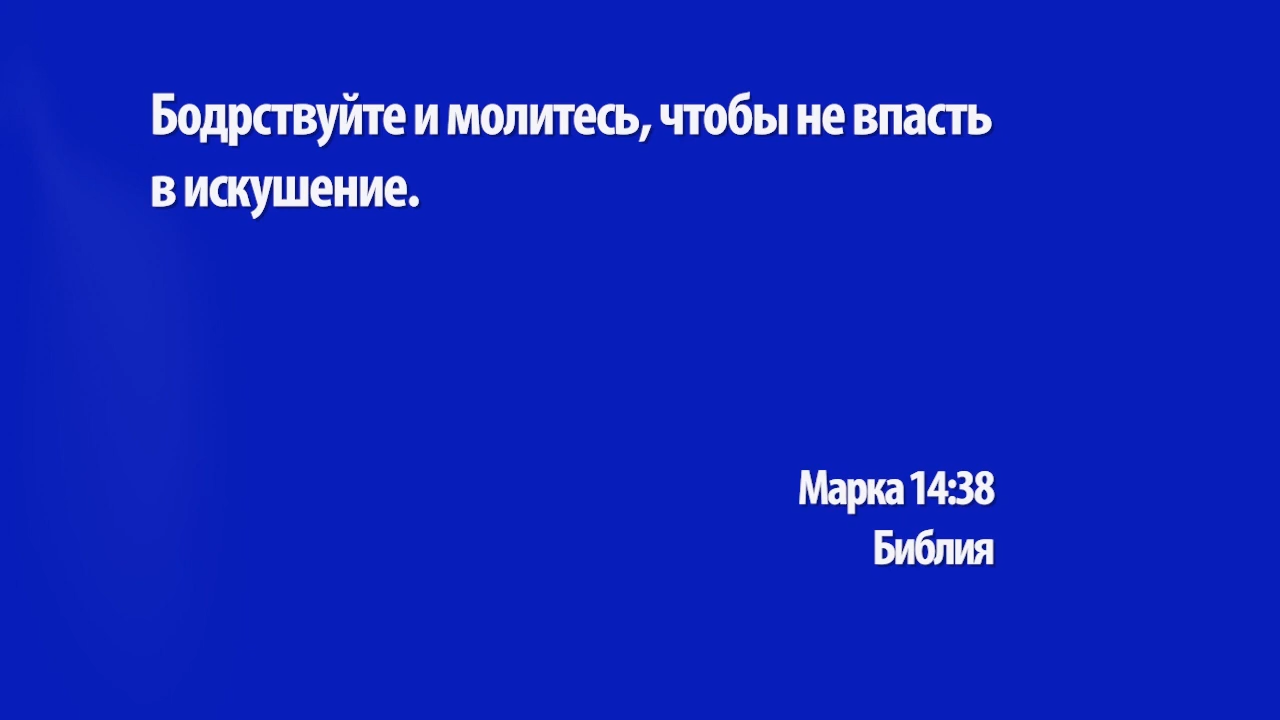 Бодрствуйте и молитесь, чтобы не впасть
в искушение.
Марка 14:38
Библия